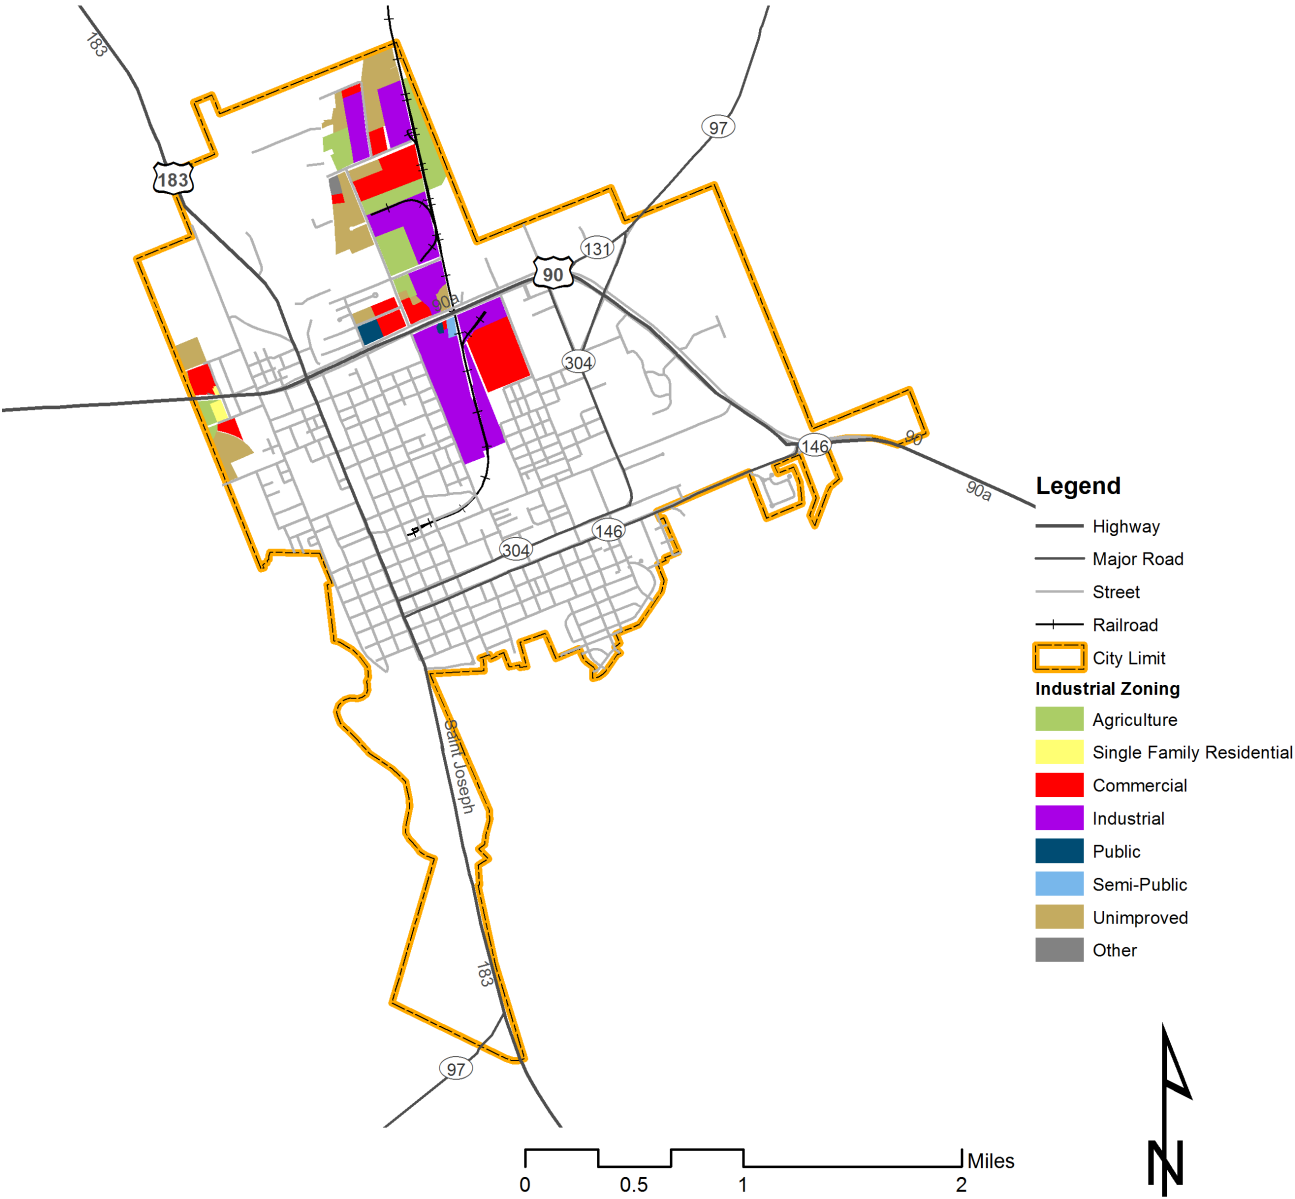 183
97
183
131
90
90a
304
146
90
90a
146
304
Saint Joseph
183
97
Legend
Highway
Major Road
Street
Railroad
City Limit
Industrial Zoning
Agriculture
Single Family Residential
Commercial
Industrial
Public
Semi-Public
Unimproved
Other
N
Miles
0 0.5 1 2